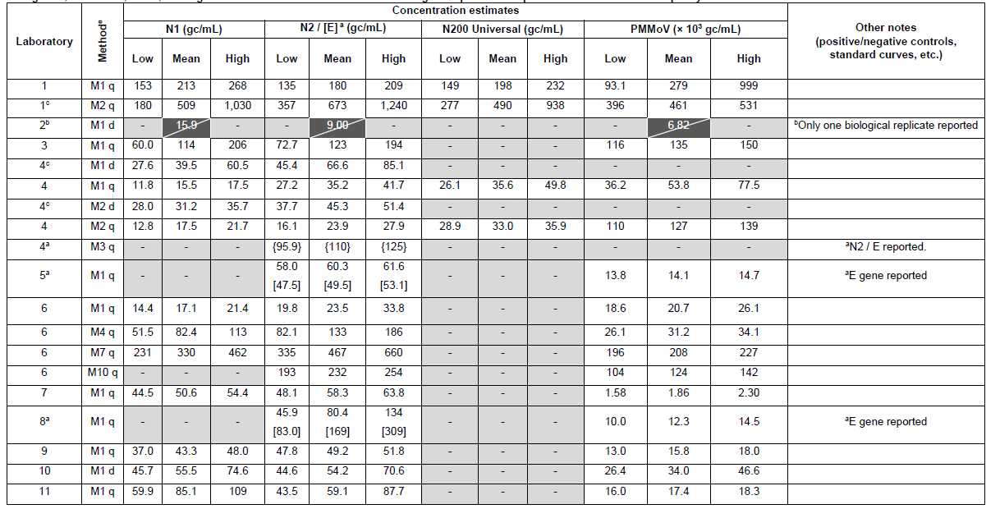 Concentration estimates
Laboratory Methodᵉ N1 (gc/mL) N2 / [E] ᵃ (gc/mL) N200 Universal (gc/mL) PMMoV (× 10³ gc/mL) Other notes
(positive/negative controls,
standard curves, etc.)
Low Mean High Low Mean High Low Mean High Low Mean High
1 M1 q 153 213 268 135 180 209 149 198 232 93.1 279 999
1ᶜ M2 q 180 509 1,030 357 673 1,240 277 490 938 396 461 531
2ᵇ M1 d - 15.9 - - 9.00 - - - - - 6.82 - ᵇOnly one biological replicate reported
3 M1 q 60.0 114 206 72.7 123 194 - - - 116 135 150
4ᶜ M1 d 27.6 39.5 60.5 45.4 66.6 85.1 - - - - - -
4 M1 q 11.8 15.5 17.5 27.2 35.2 41.7 26.1 35.6 49.8 36.2 53.8 77.5
4ᶜ M2 d 28.0 31.2 35.7 37.7 45.3 51.4 - - - - - -
4 M2 q 12.8 17.5 21.7 16.1 23.9 27.9 28.9 33.0 35.9 110 127 139
4ᵃ M3 q - - - {95.9} {110} {125} - - - - - - ᵃN2 / E reported.
5ᵃ M1 q - - - 58.0 60.3 61.6 - - - 13.8 14.1 14.7 ᵃE gene reported
[47.5] [49.5] [53.1]
6 M1 q 14.4 17.1 21.4 19.8 23.5 33.8 - - - 18.6 20.7 26.1
6 M4 q 51.5 82.4 113 82.1 133 186 - - - 26.1 31.2 34.1
6 M7 q 231 330 462 335 467 660 - - - 196 208 227
6 M10 q - - - 193 232 254 - - - 104 124 142
7 M1 q 44.5 50.6 54.4 48.1 58.3 63.8 - - - 1.58 1.86 2.30
8ᵃ M1 q - - - 45.9 80.4 134 - - - 10.0 12.3 14.5 ᵃE gene reported
[83.0] [169] [309]
9 M1 q 37.0 43.3 48.0 47.8 49.2 51.8 - - - 13.0 15.8 18.0
10 M1 d 45.7 55.5 74.6 44.6 54.2 70.6 - - - 26.4 34.0 46.6
11 M1 q 59.9 85.1 109 43.5 59.1 87.7 - - - 16.0 17.4 18.3